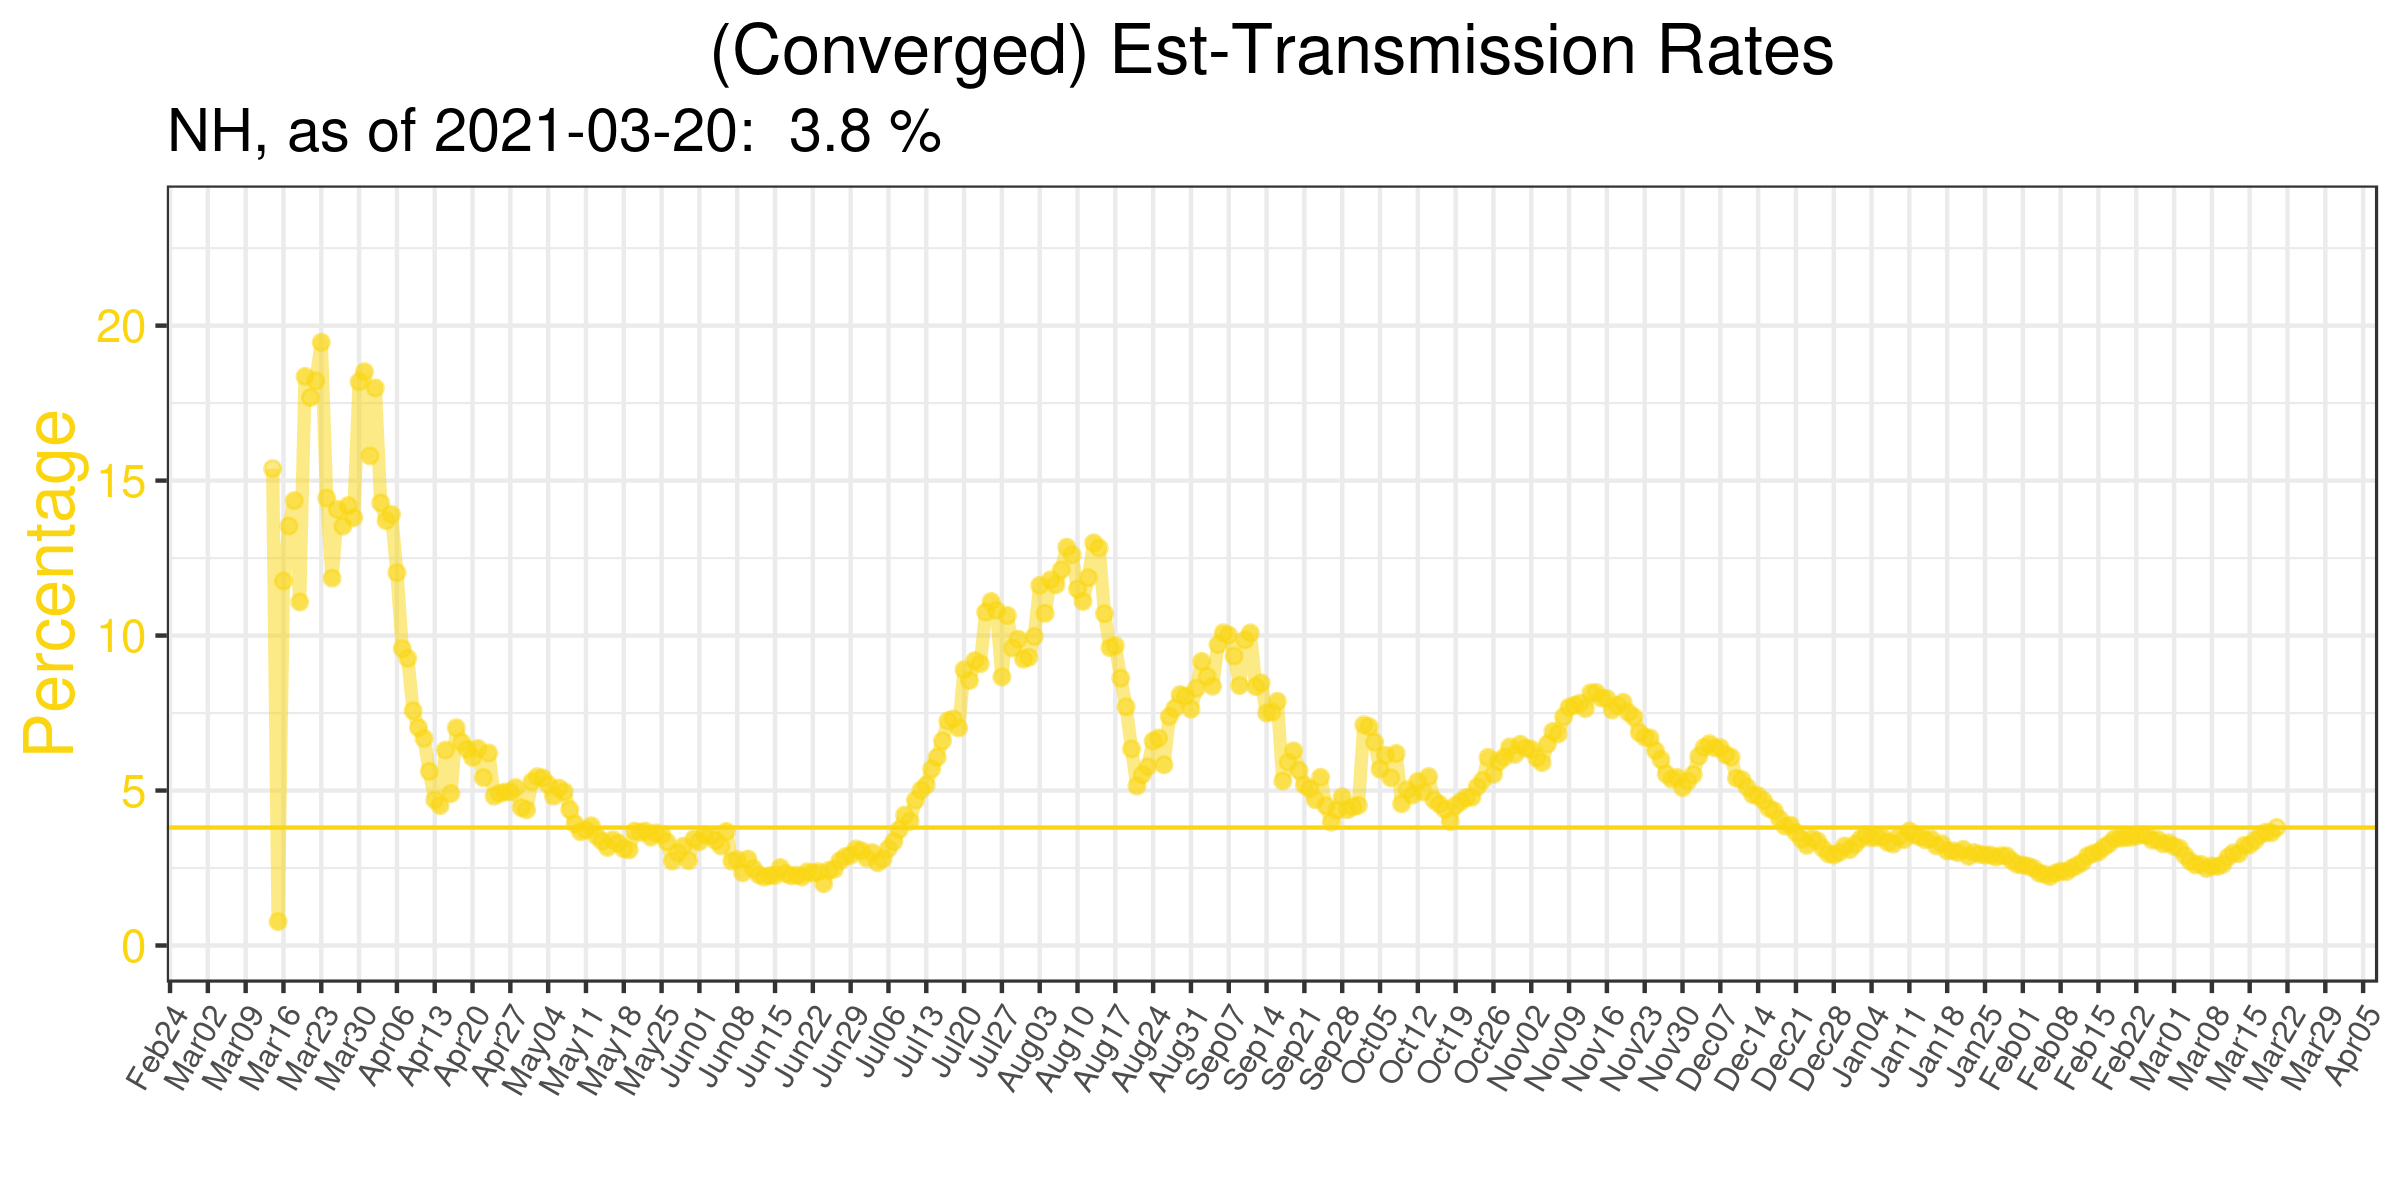 (Converged) Est-Transmission Rates
NH, as of 2021-03-20:  3.8 %
Percentage
20
15
10
5
0
Feb24
Mar02
Mar09
Mar16
Mar23
Mar30
Apr06
Apr13
Apr20
Apr27
May04
May11
May18
May25
Jun01
Jun08
Jun15
Jun22
Jun29
Jul06
Jul13
Jul20
Jul27
Aug03
Aug10
Aug17
Aug24
Aug31
Sep07
Sep14
Sep21
Sep28
Oct05
Oct12
Oct19
Oct26
Nov02
Nov09
Nov16
Nov23
Nov30
Dec07
Dec14
Dec21
Dec28
Jan04
Jan11
Jan18
Jan25
Feb01
Feb08
Feb15
Feb22
Mar01
Mar08
Mar15
Mar22
Mar29
Apr05